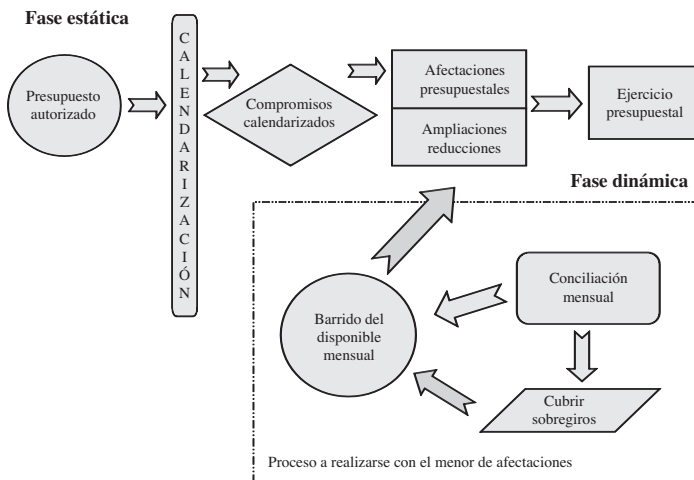 Fase estática
CALENDARIZACIÓN
Presupuesto
autorizado
Compromisos
calendarizados
Afectaciones
presupuestales
Ampliaciones
reducciones
Ejercicio
presupuestal
Fase dinámica
Conciliación
mensual
Barrido del
disponible
mensual
Cubrir
sobregiros
Proceso a realizarse con el menor de afectaciones